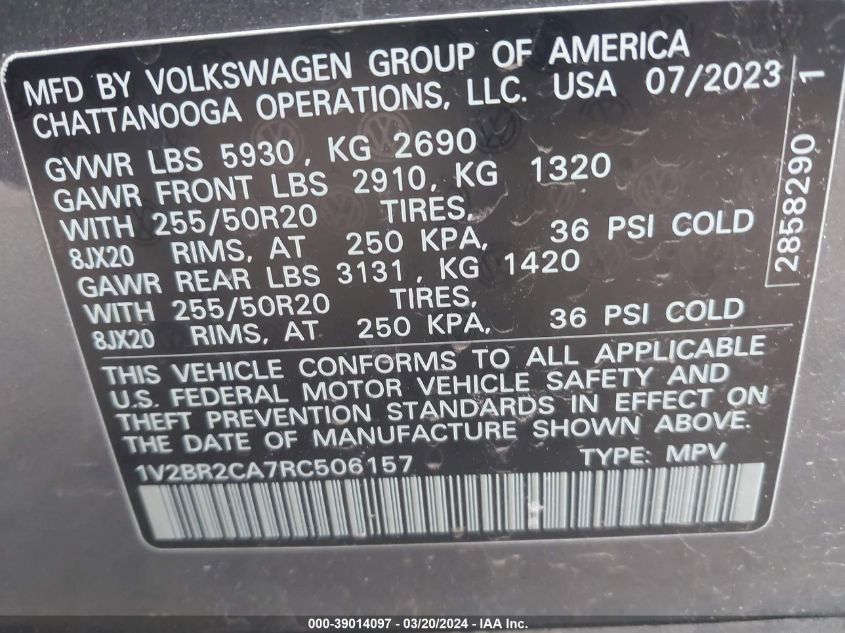 MFD BY VOLKSWAGEN GROUP OF AMERICA
CHATTANOOGA OPERATIONS, LLC. USA 07/2023
GVWR LBS 5930, KG 2690
GAWR FRONT LBS 2910, KG 1320
WITH 255/50R20 TIRES,
8JX20 RIMS, AT 250 KPA, 36 PSI COLD
GAWR REAR LBS 3131, KG 1420
WITH 255/50R20 TIRES,
8JX20 RIMS, AT 250 KPA, 36 PSI COLD
THIS VEHICLE CONFORMS TO ALL APPLICABLE
U.S. FEDERAL MOTOR VEHICLE SAFETY AND
THEFT PREVENTION STANDARDS IN EFFECT ON
THE DATE OF MANUFACTURE SHOWN ABOVE.
1V2BR2CA7RC506157 TYPE: MPV
2858290 1
000-39014097 - 03/20/2024 - IAA Inc.